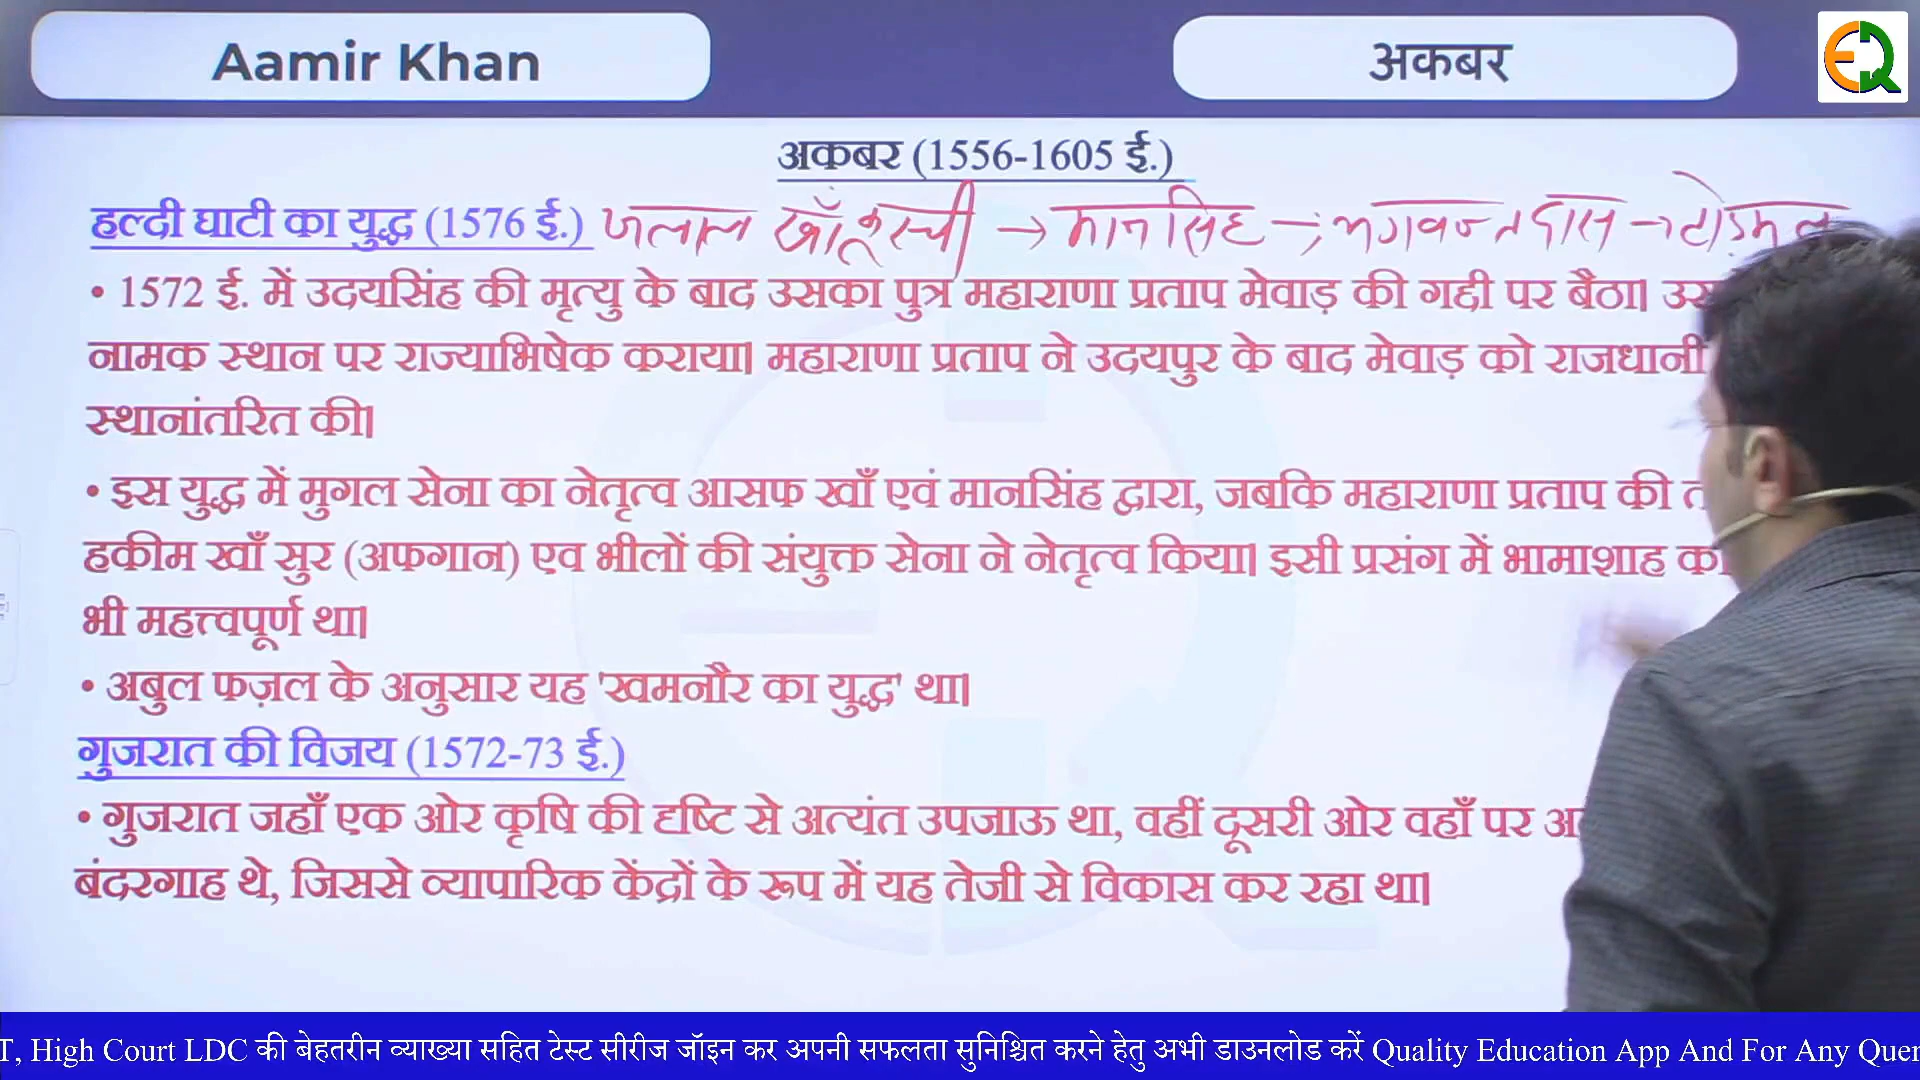 Aamir Khan
अकबर
EQ
अकबर (1556-1605 ई.)
हल्दी घाटी का युद्ध (1576 ई.) जलाल खाँ कूर्ची → मानसिंह → भगवन्तदास → टोडरमल
• 1572 ई. में उदयसिंह की मृत्यु के बाद उसका पुत्र महाराणा प्रताप मेवाड़ की गद्दी पर बैठा।
नामक स्थान पर राज्याभिषेक कराया। महाराणा प्रताप ने उदयपुर के बाद मेवाड़ को राजधानी
स्थानांतरित की।
• इस युद्ध में मुगल सेना का नेतृत्व आसफ खाँ एवं मानसिंह द्वारा, जबकि महाराणा प्रताप की
हकीम खाँ सुर (अफगान) एव भीलों की संयुक्त सेना ने नेतृत्व किया। इसी प्रसंग में भामाशाह
भी महत्त्वपूर्ण था।
• अबुल फज़ल के अनुसार यह 'खमनौर का युद्ध' था।
गुजरात की विजय (1572-73 ई.)
• गुजरात जहाँ एक ओर कृषि की दृष्टि से अत्यंत उपजाऊ था, वहीं दूसरी ओर वहाँ पर
बंदरगाह थे, जिससे व्यापारिक केंद्रों के रूप में यह तेजी से विकास कर रहा था।
T, High Court LDC की बेहतरीन व्याख्या सहित टेस्ट सीरीज जॉइन कर अपनी सफलता सुनिश्चित करने हेतु अभी डाउनलोड करें Quality Education App And For Any Quer